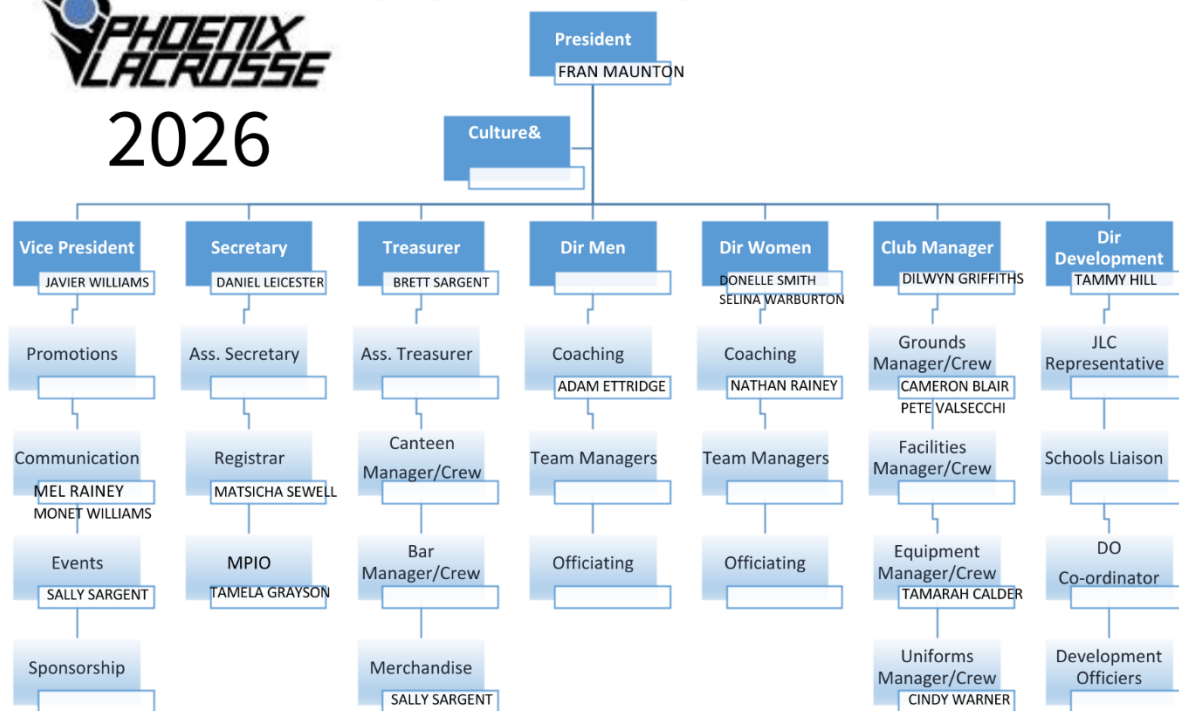 PHOENIX
LACROSSE
2026
President
FRAN MAUNTON
Culture&
Vice President
JAVIER WILLIAMS
Secretary
DANIEL LEICESTER
Treasurer
BRETT SARGENT
Dir Men
Dir Women
DONELLE SMITH
SELINA WARBURTON
Club Manager
DILWYN GRIFFITHS
Dir
Development
TAMMY HILL
Promotions
Ass. Secretary
Ass. Treasurer
Coaching
ADAM ETTRIDGE
Coaching
NATHAN RAINEY
Grounds
Manager/Crew
CAMERON BLAIR
PETE VALSECCHI
JLC
Representative
Communication
MEL RAINEY
MONET WILLIAMS
Registrar
MATSICHA SEWELL
Canteen
Manager/Crew
Team Managers
Team Managers
Facilities
Manager/Crew
Schools Liaison
Events
SALLY SARGENT
MPIO
TAMELA GRAYSON
Bar
Manager/Crew
Officiating
Officiating
Equipment
Manager/Crew
TAMARAH CALDER
DO
Co-ordinator
Sponsorship
Merchandise
SALLY SARGENT
Uniforms
Manager/Crew
CINDY WARNER
Development
Officiers